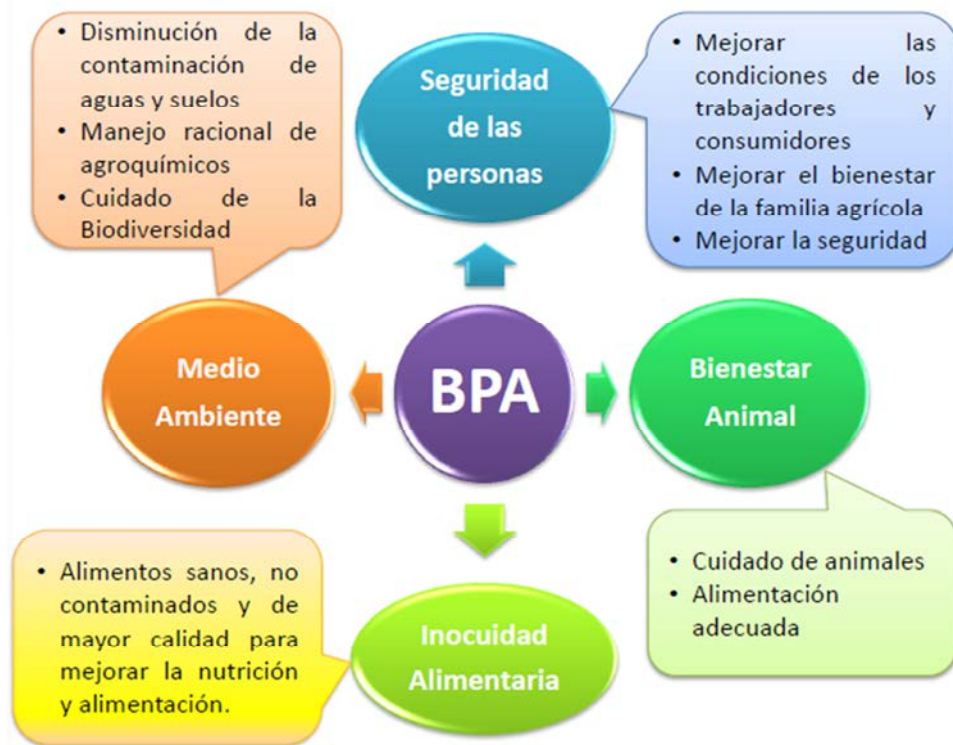 • Disminución de la
contaminación de
aguas y suelos
• Manejo racional de
agroquímicos
• Cuidado de la
Biodiversidad
Seguridad
de las
personas
• Mejorar las
condiciones de los
trabajadores y
consumidores
• Mejorar el bienestar
de la familia agrícola
• Mejorar la seguridad
Medio
Ambiente
BPA
Bienestar
Animal
• Alimentos sanos, no
contaminados y de
mayor calidad para
mejorar la nutrición
y alimentación.
Inocuidad
Alimentaria
• Cuidado de animales
• Alimentación
adecuada